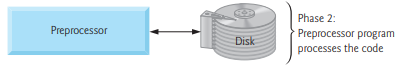 Preprocessor
Disk
Phase 2:
Preprocessor program
processes the code